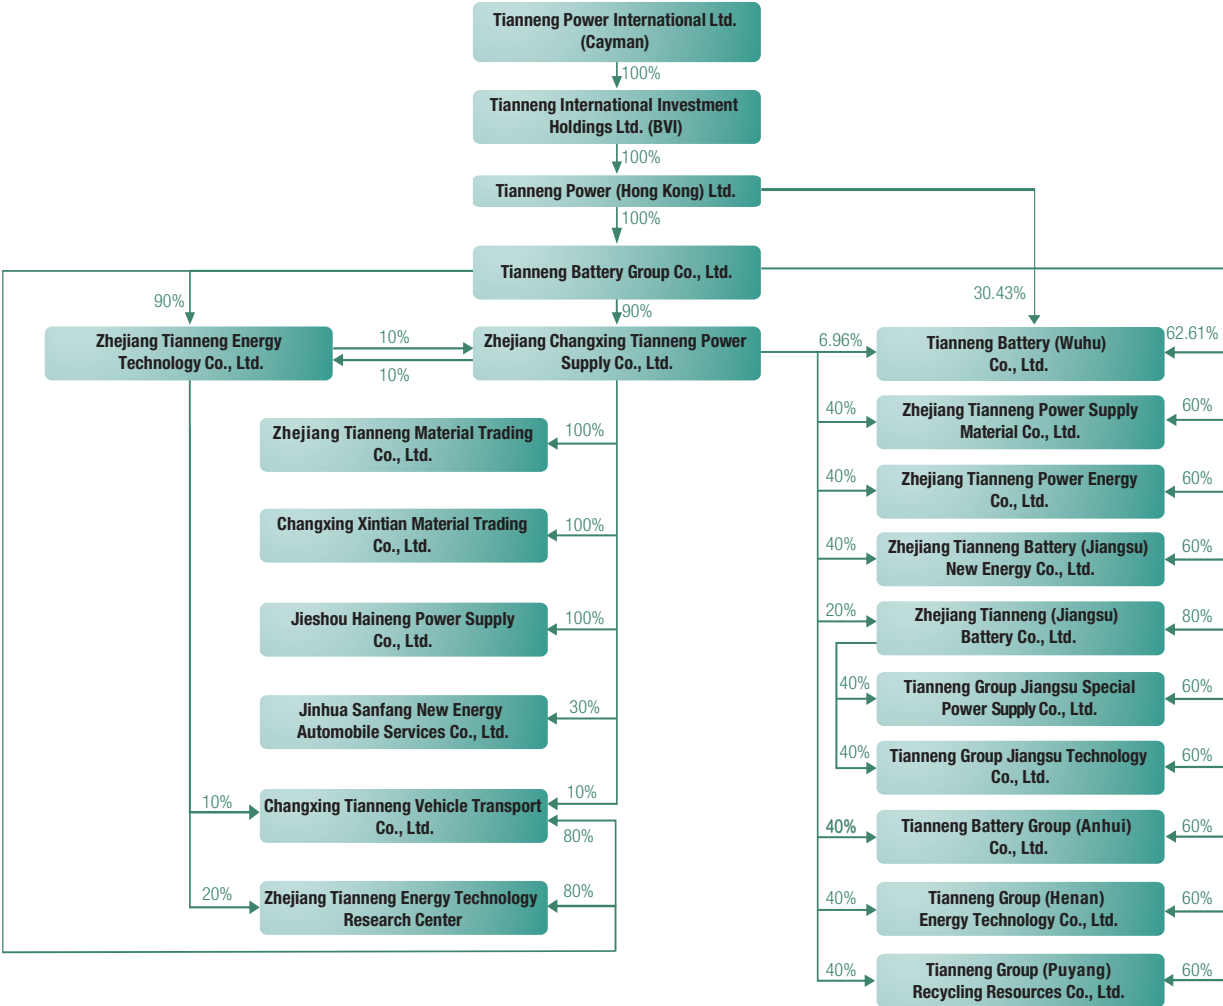 Tianneng Power International Ltd.
(Cayman)
100%
Tianneng International Investment
Holdings Ltd. (BVI)
100%
Tianneng Power (Hong Kong) Ltd.
100%
Tianneng Battery Group Co., Ltd.
90%
90%
30.43%
Zhejiang Tianneng Energy
Technology Co., Ltd.
10%
10%
Zhejiang Changxing Tianneng Power
Supply Co., Ltd.
6.96%
Tianneng Battery (Wuhu)
Co., Ltd.
62.61%
Zhejiang Tianneng Material Trading
Co., Ltd.
100%
40%
Zhejiang Tianneng Power Supply
Material Co., Ltd.
60%
40%
Zhejiang Tianneng Power Energy
Co., Ltd.
60%
Changxing Xintian Material Trading
Co., Ltd.
100%
40%
Zhejiang Tianneng Battery (Jiangsu)
New Energy Co., Ltd.
60%
Jieshou Haineng Power Supply
Co., Ltd.
100%
20%
Zhejiang Tianneng (Jiangsu)
Battery Co., Ltd.
80%
Jinhua Sanfang New Energy
Automobile Services Co., Ltd.
30%
40%
Tianneng Group Jiangsu Special
Power Supply Co., Ltd.
60%
40%
Tianneng Group Jiangsu Technology
Co., Ltd.
60%
10%
Changxing Tianneng Vehicle Transport
Co., Ltd.
10%
80%
40%
Tianneng Battery Group (Anhui)
Co., Ltd.
60%
20%
Zhejiang Tianneng Energy Technology
Research Center
80%
40%
Tianneng Group (Henan)
Energy Technology Co., Ltd.
60%
40%
Tianneng Group (Puyang)
Recycling Resources Co., Ltd.
60%